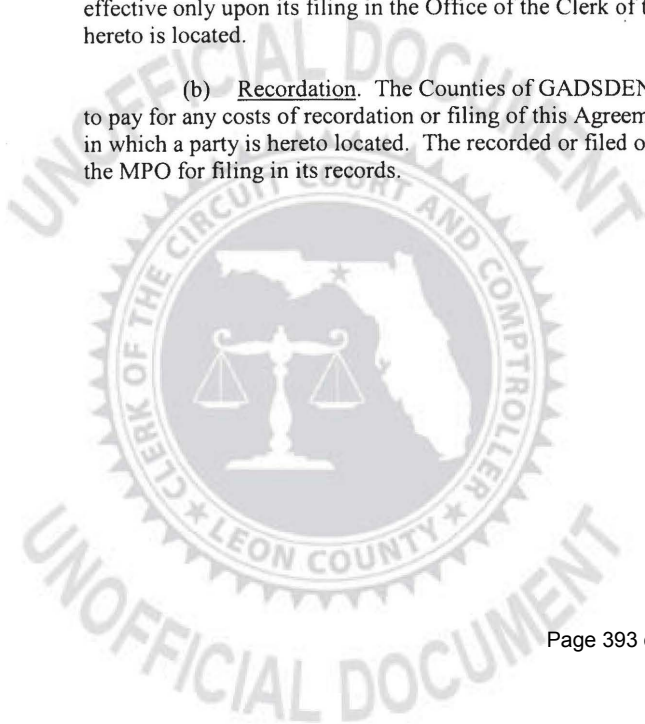 effective only upon its filing in the Office of the Clerk of
hereto is located.
(b) Recordation. The Counties of GADSDEN
to pay for any costs of recordation or filing of this
in which a party is hereto located. The recorded or filed
the MPO for filing in its records.
UNOFFICIAL DOCUMENT
CLERK OF THE CIRCUIT COURT AND COMPTROLLER
★ LEON COUNTY ★
UNOFFICIAL DOCUMENT
Page 393